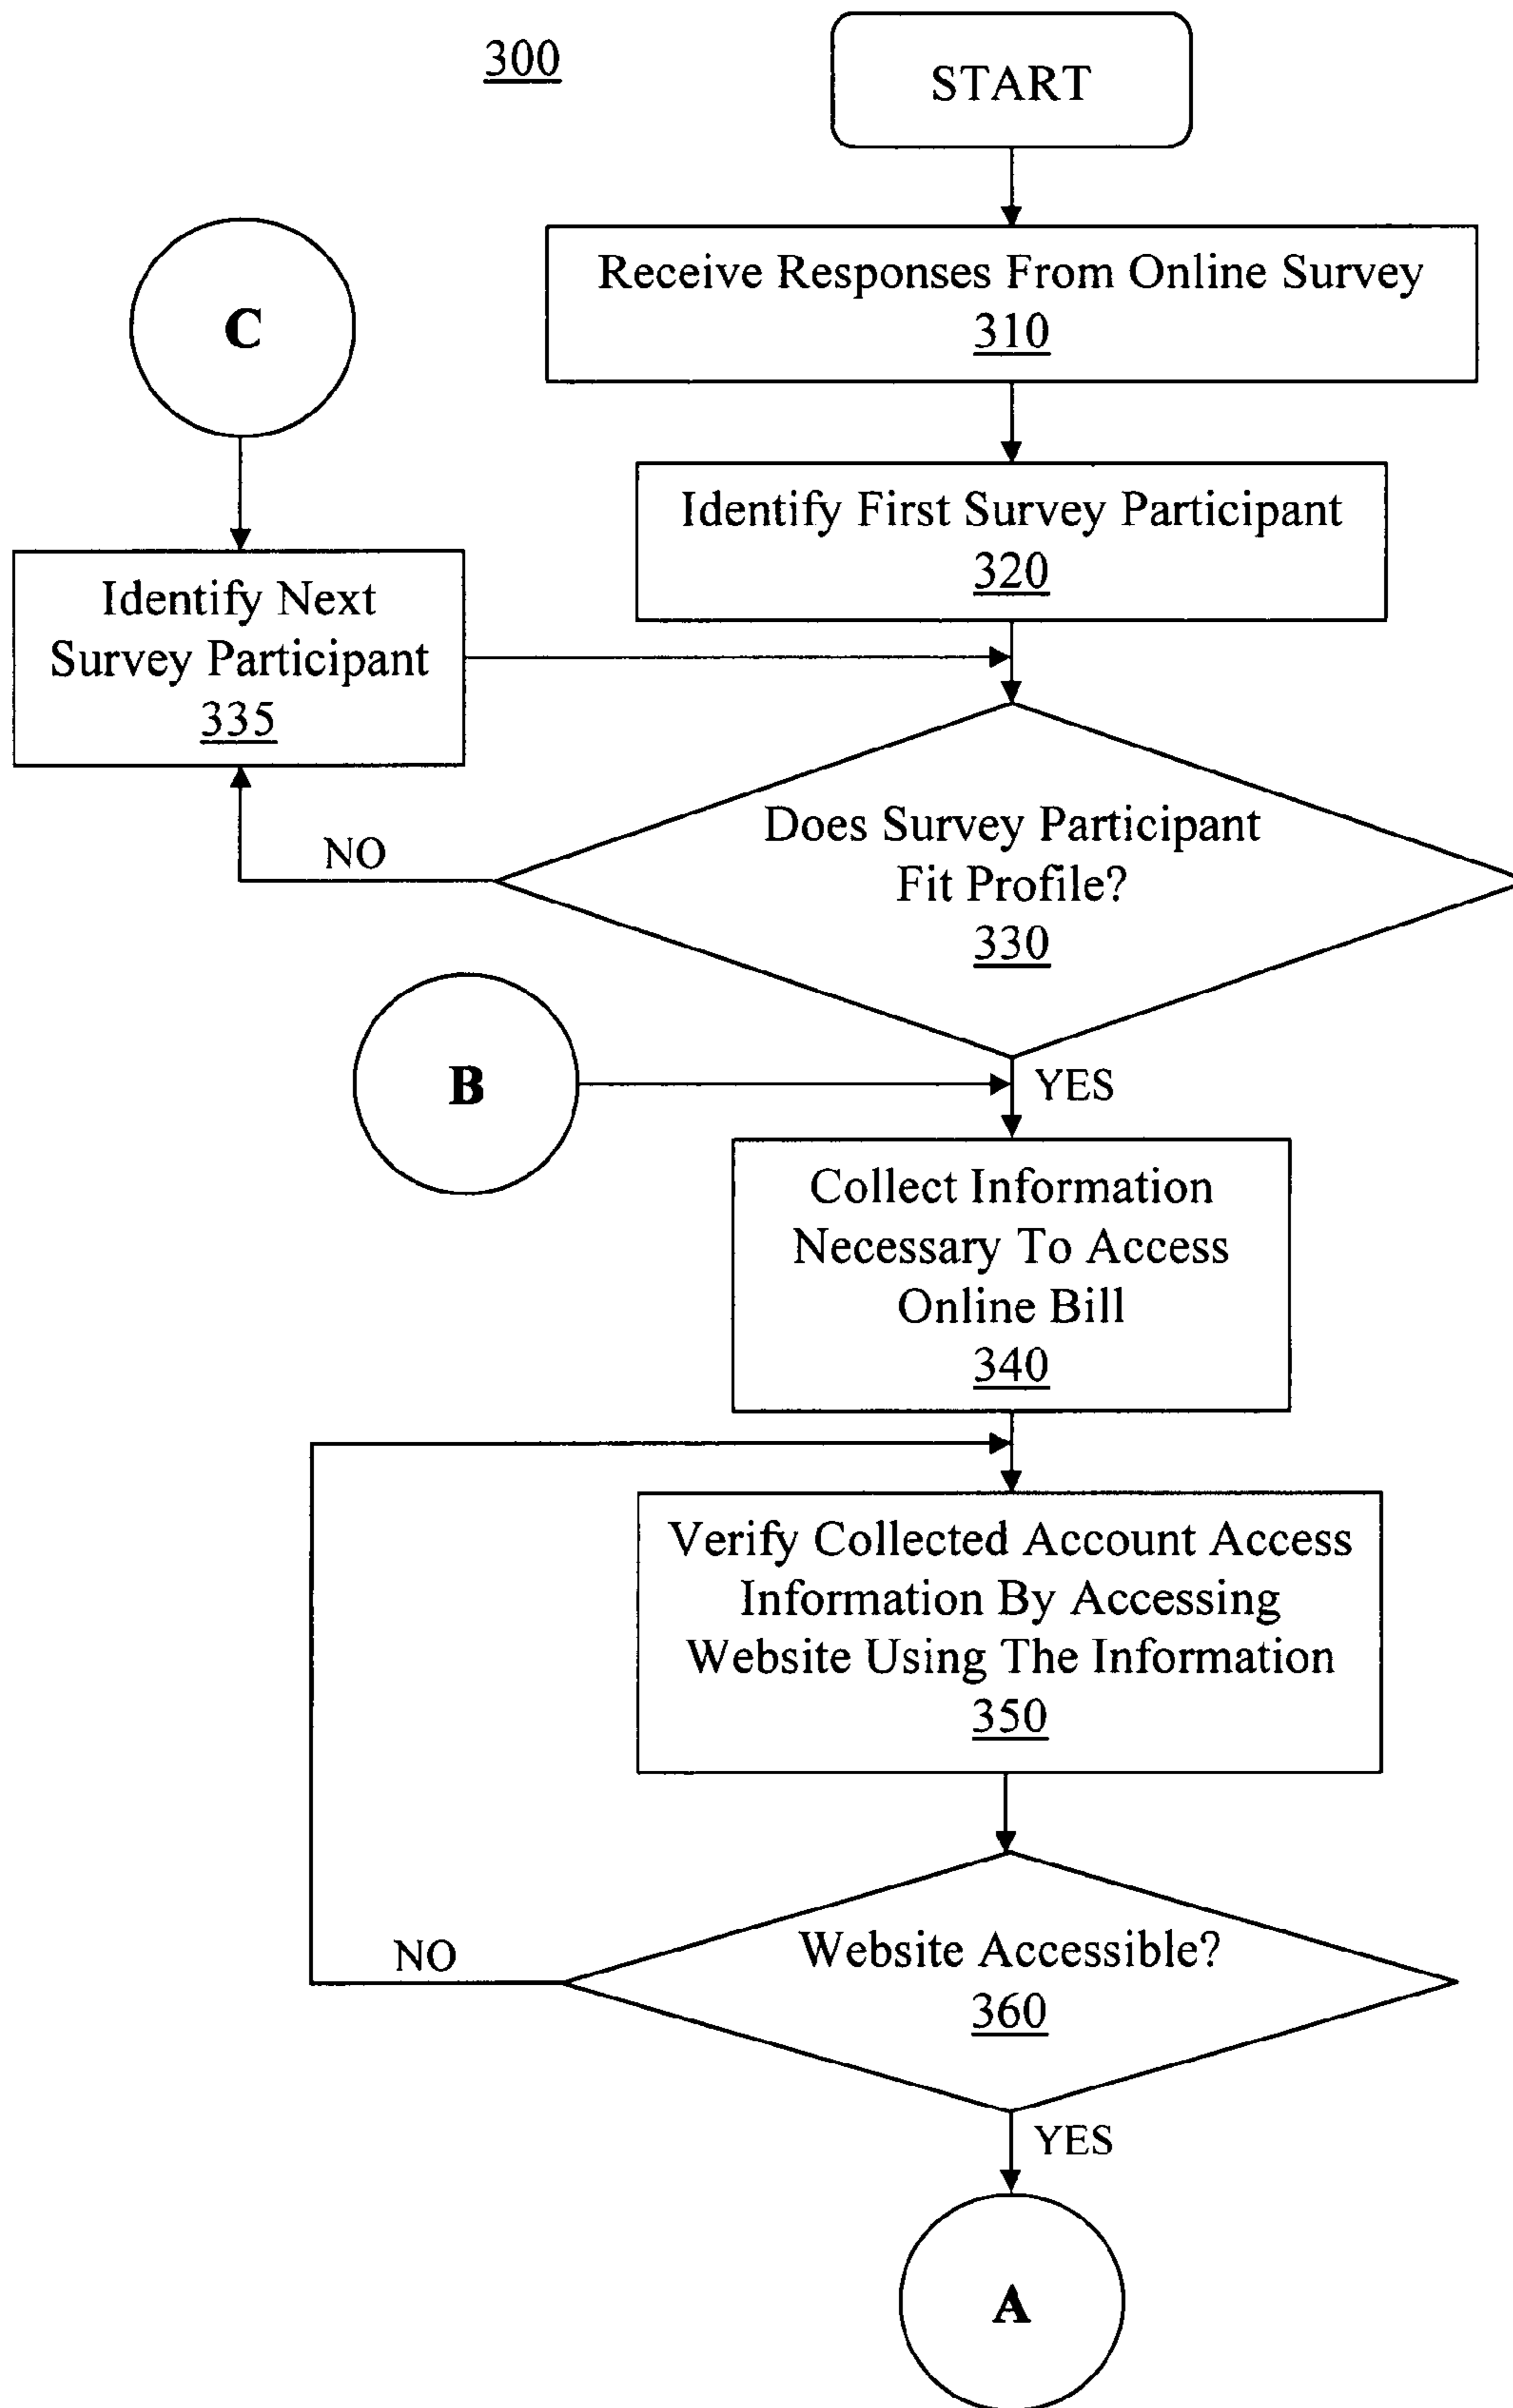 300
START
Receive Responses From Online Survey
310
C
Identify First Survey Participant
320
Identify Next
Survey Participant
335
Does Survey Participant
Fit Profile?
330
NO
B
YES
Collect Information
Necessary To Access
Online Bill
340
Verify Collected Account Access
Information By Accessing
Website Using The Information
350
Website Accessible?
360
NO
YES
A